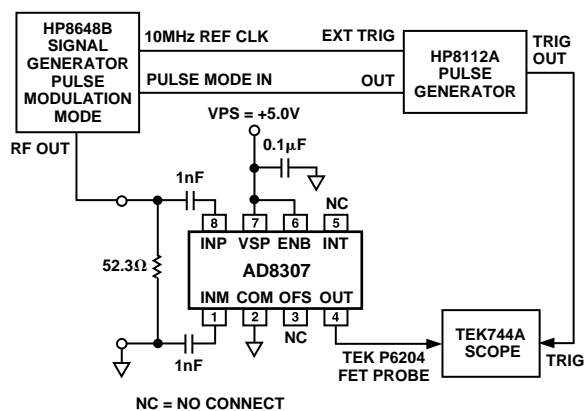 HP8648B
SIGNAL
GENERATOR
PULSE
MODULATION
MODE
10MHz REF CLK
EXT TRIG
PULSE MODE IN
OUT
HP8112A
PULSE
GENERATOR
TRIG
OUT
VPS = +5.0V
RF OUT
0.1µF
1nF
NC
8
7
6
5
INP
VSP
ENB
INT
52.3Ω
AD8307
INM
COM
OFS
OUT
1
2
3
4
NC
1nF
TEK P6204
FET PROBE
TEK744A
SCOPE
TRIG
NC = NO CONNECT